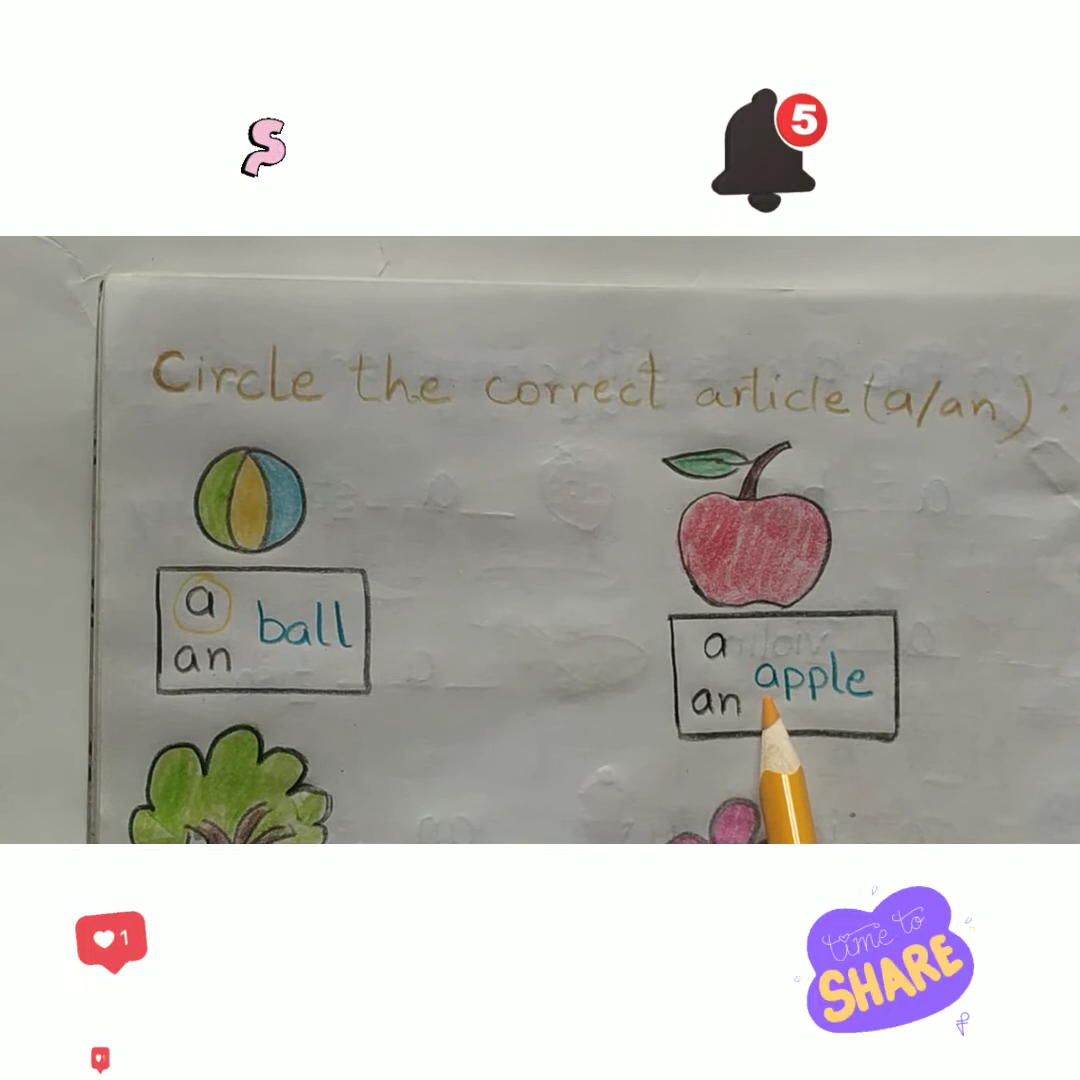 S
5
Circle the correct article (a/an).
a
ball
an
a
apple
an
1
time to
SHARE